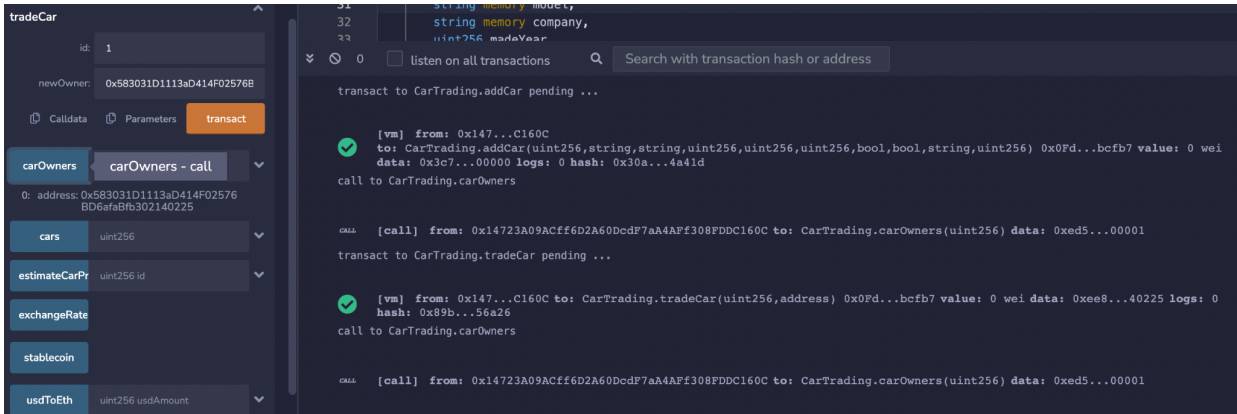 tradeCar
id: 1
newOwner: 0x583031D1113aD414F02576B
Calldata Parameters transact
carOwners carOwners - call
0: address: 0x583031D1113aD414F02576
BD6afaBfb302140225
cars uint256
estimateCarPr uint256 id
exchangeRate
stablecoin
usdToEth uint256 usdAmount
31 string memory model,
32 string memory company,
33 uint256 madeYear
0 listen on all transactions Search with transaction hash or address
transact to CarTrading.addCar pending ...
[vm] from: 0x147...C160C
to: CarTrading.addCar(uint256,string,string,uint256,uint256,uint256,bool,bool,string,uint256) 0x0Fd...bcfb7 value: 0 wei
data: 0x3c7...00000 logs: 0 hash: 0x30a...4a41d
call to CarTrading.carOwners
CALL [call] from: 0x14723A09ACff6D2A60DcdF7aA4AFf308FDDC160C to: CarTrading.carOwners(uint256) data: 0xed5...00001
transact to CarTrading.tradeCar pending ...
[vm] from: 0x147...C160C to: CarTrading.tradeCar(uint256,address) 0x0Fd...bcfb7 value: 0 wei data: 0xee8...40225 logs: 0
hash: 0x89b...56a26
call to CarTrading.carOwners
CALL [call] from: 0x14723A09ACff6D2A60DcdF7aA4AFf308FDDC160C to: CarTrading.carOwners(uint256) data: 0xed5...00001